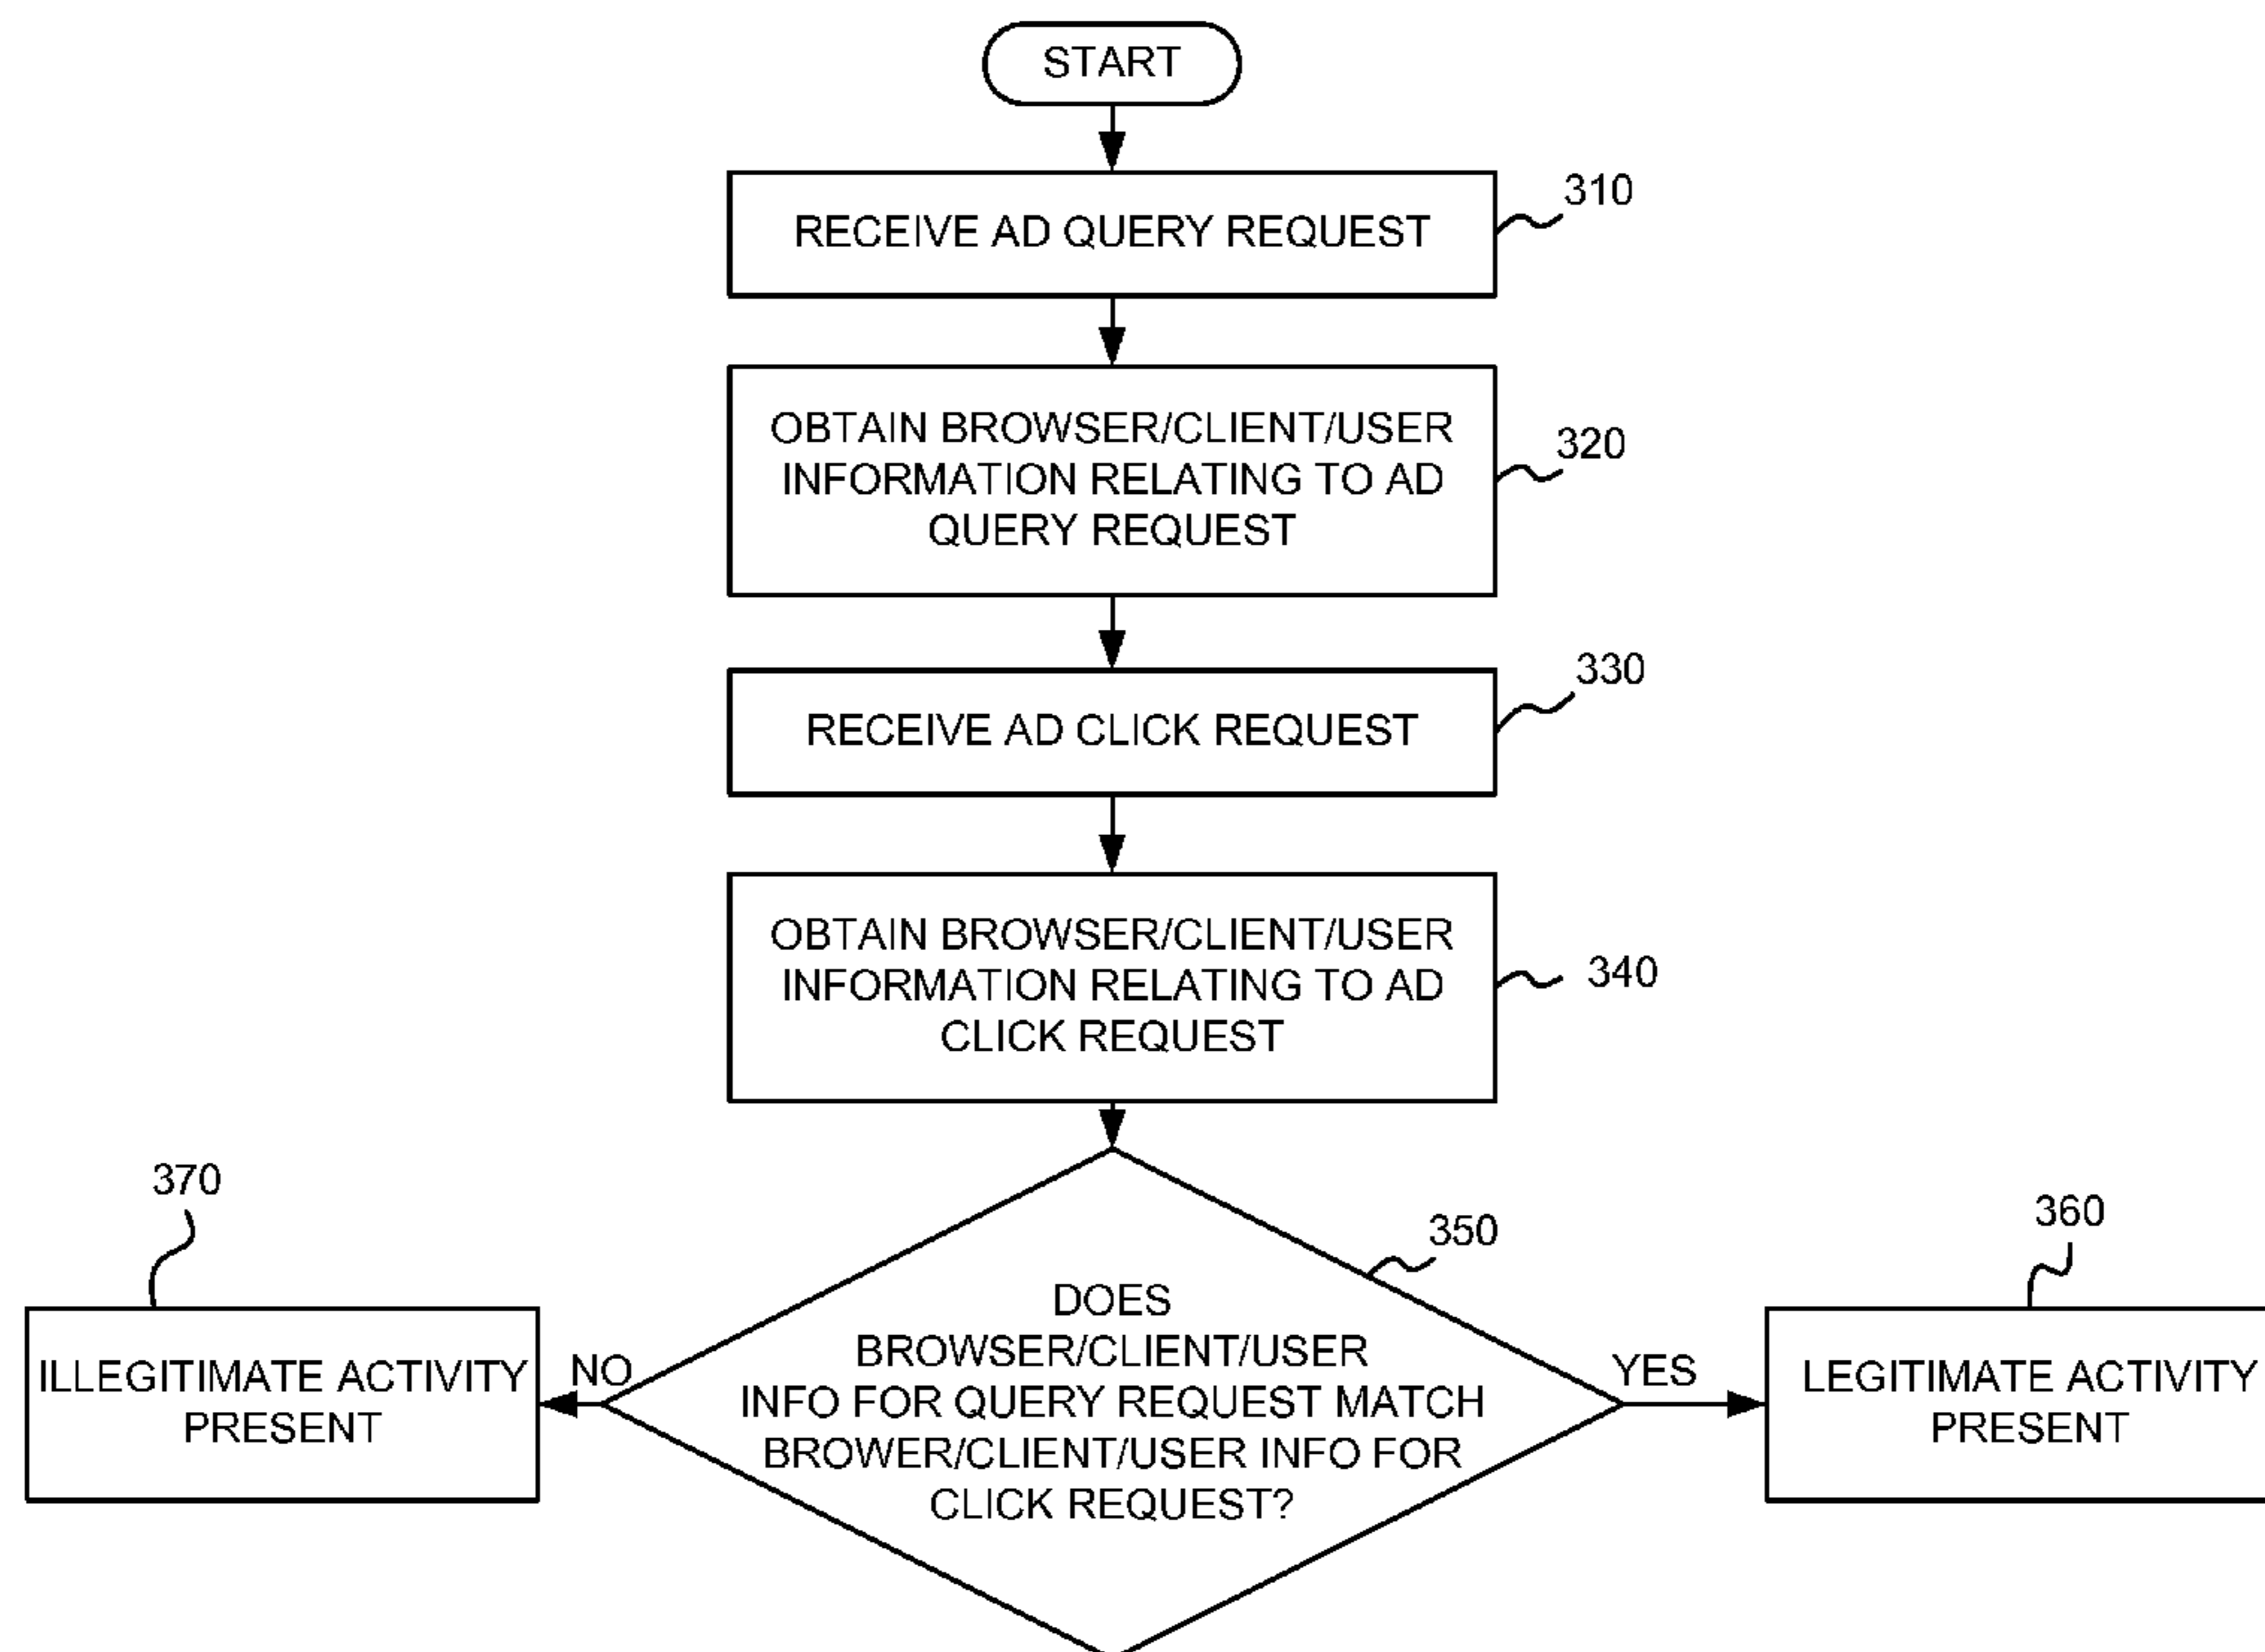 START
310
RECEIVE AD QUERY REQUEST
320
OBTAIN BROWSER/CLIENT/USER
INFORMATION RELATING TO AD
QUERY REQUEST
330
RECEIVE AD CLICK REQUEST
340
OBTAIN BROWSER/CLIENT/USER
INFORMATION RELATING TO AD
CLICK REQUEST
350
DOES
BROWSER/CLIENT/USER
INFO FOR QUERY REQUEST MATCH
BROWER/CLIENT/USER INFO FOR
CLICK REQUEST?
NO
370
ILLEGITIMATE ACTIVITY
PRESENT
YES
360
LEGITIMATE ACTIVITY
PRESENT